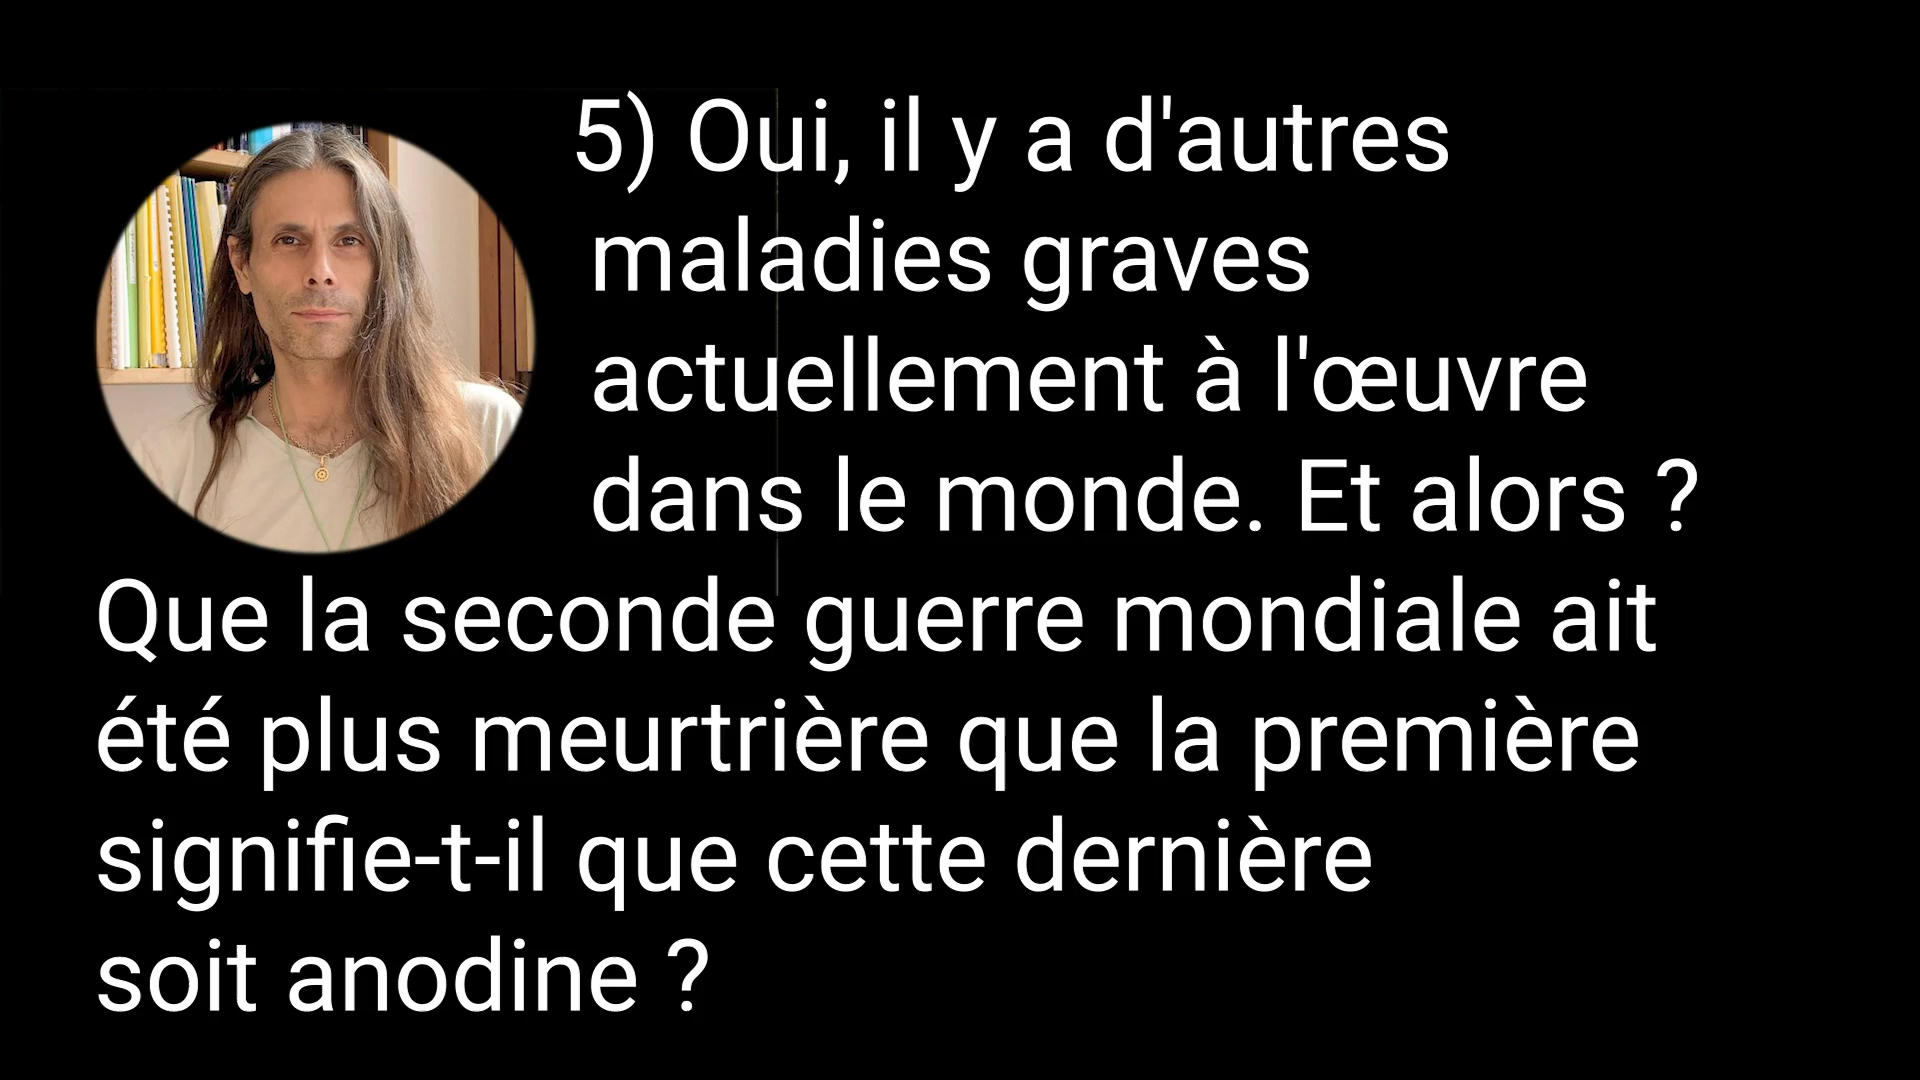 5) Oui, il y a d'autres
maladies graves
actuellement à l'œuvre
dans le monde. Et alors ?
Que la seconde guerre mondiale ait
été plus meurtrière que la première
signifie-t-il que cette dernière
soit anodine ?